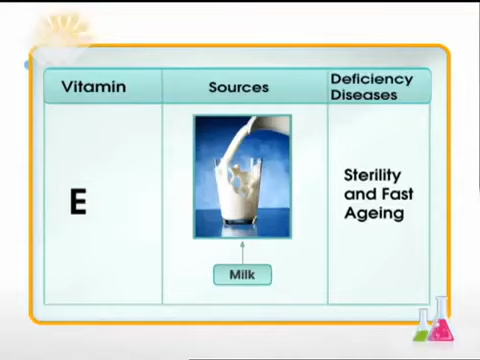 Vitamin
Sources
Deficiency
Diseases
E
Sterility
and Fast
Ageing
Milk